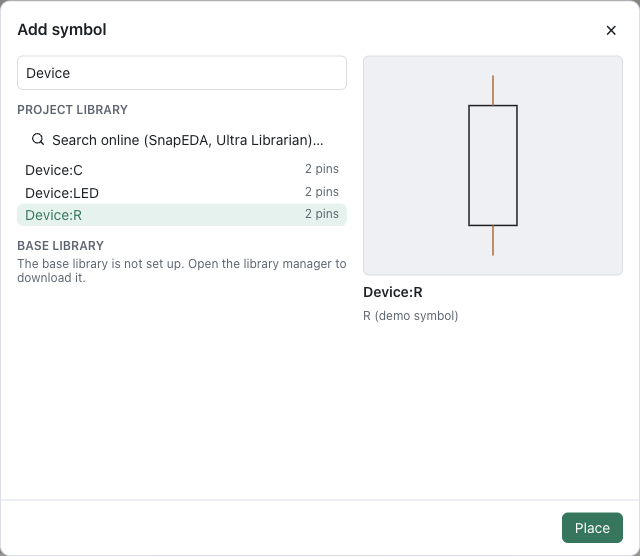 Add symbol
Device
PROJECT LIBRARY
Search online (SnapEDA, Ultra Librarian)...
Device:C 2 pins
Device:LED 2 pins
Device:R 2 pins
BASE LIBRARY
The base library is not set up. Open the library manager to
download it.
Device:R
R (demo symbol)
Place